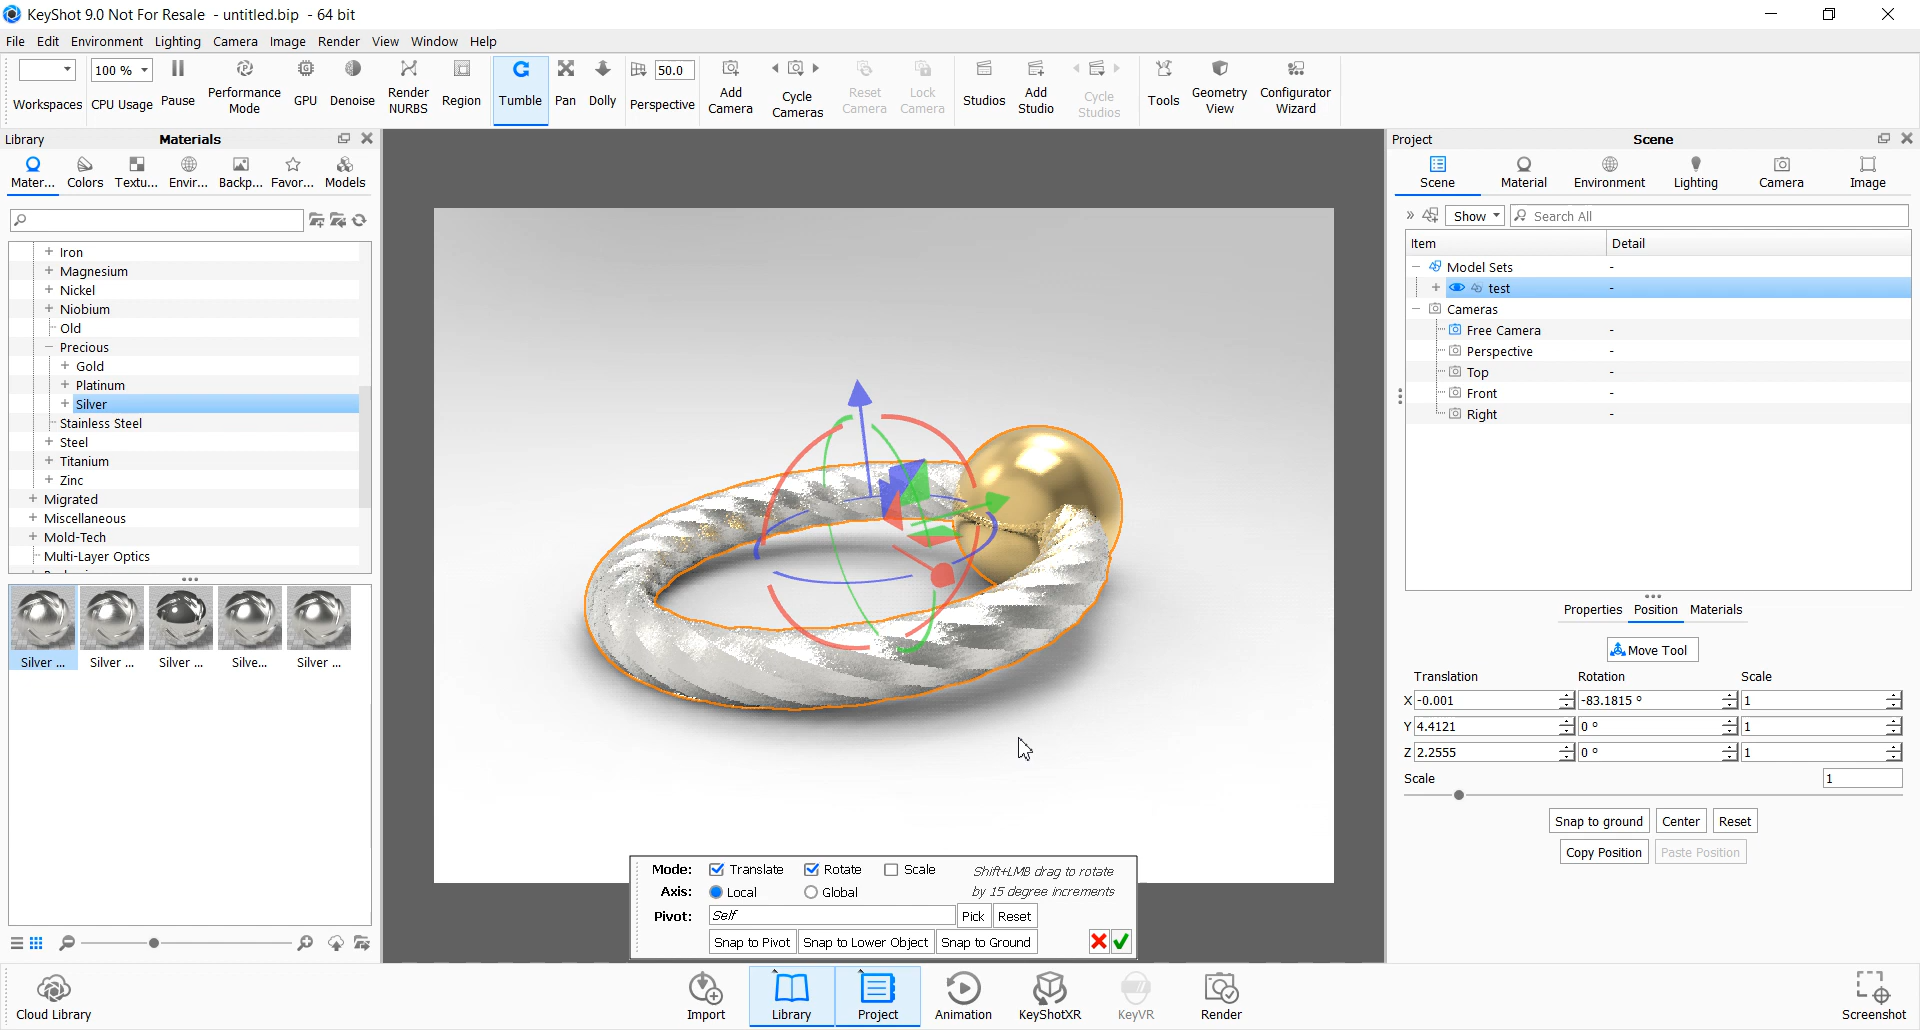 KeyShot 9.0 Not For Resale - untitled.bip - 64 bit
File Edit Environment Lighting Camera Image Render View Window Help
Workspaces
100 %
CPU Usage
Pause
Performance Mode
GPU
Denoise
Render NURBS
Region
Tumble
Pan
Dolly
50.0
Perspective
Add Camera
Cycle Cameras
Reset Camera
Lock Camera
Studios
Add Studio
Cycle Studios
Tools
Geometry View
Configurator Wizard
Library Materials
Mater... Colors Textu... Envir... Backp... Favor... Models
Iron
Magnesium
Nickel
Niobium
Old
Precious
Gold
Platinum
Silver
Stainless Steel
Steel
Titanium
Zinc
Migrated
Miscellaneous
Mold-Tech
Multi-Layer Optics
Silver ... Silver ... Silver ... Silve... Silver ...
Mode: Translate Rotate Scale
Shift+LMB drag to rotate
by 15 degree increments
Axis: Local Global
Pivot: Self Pick Reset
Snap to Pivot Snap to Lower Object Snap to Ground
Project Scene
Scene Material Environment Lighting Camera Image
Show Search All
Item Detail
Model Sets -
test -
Cameras
Free Camera -
Perspective -
Top -
Front -
Right -
Properties Position Materials
Move Tool
Translation Rotation Scale
X -0.001 -83.1815 ° 1
Y 4.4121 0 ° 1
Z 2.2555 0 ° 1
Scale 1
Snap to ground Center Reset
Copy Position Paste Position
Cloud Library
Import Library Project Animation KeyShotXR KeyVR Render
Screenshot